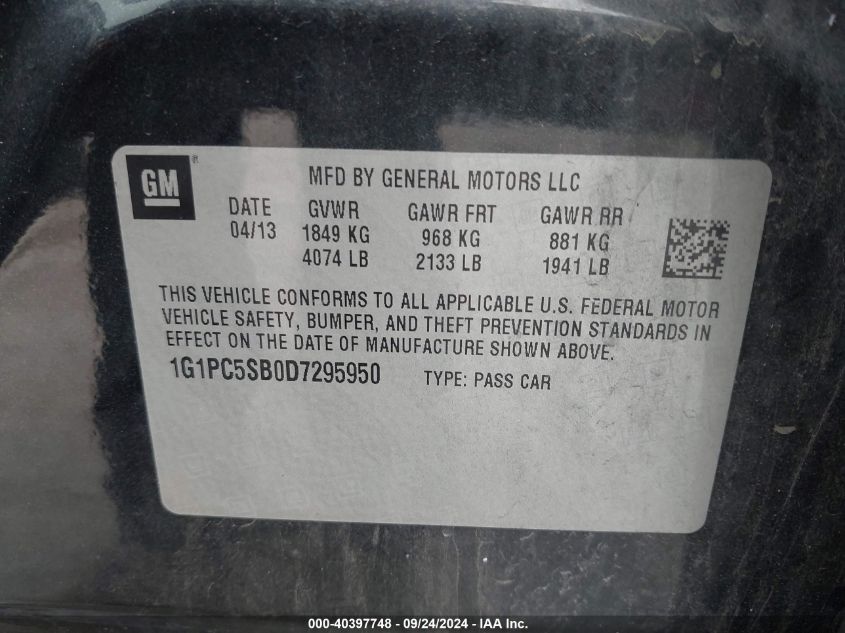 GM ®
MFD BY GENERAL MOTORS LLC
DATE GVWR GAWR FRT GAWR RR
04/13 1849 KG 968 KG 881 KG
4074 LB 2133 LB 1941 LB
THIS VEHICLE CONFORMS TO ALL APPLICABLE U.S. FEDERAL MOTOR
VEHICLE SAFETY, BUMPER, AND THEFT PREVENTION STANDARDS IN
EFFECT ON THE DATE OF MANUFACTURE SHOWN ABOVE.
1G1PC5SB0D7295950 TYPE: PASS CAR
000-40397748 - 09/24/2024 - IAA Inc.